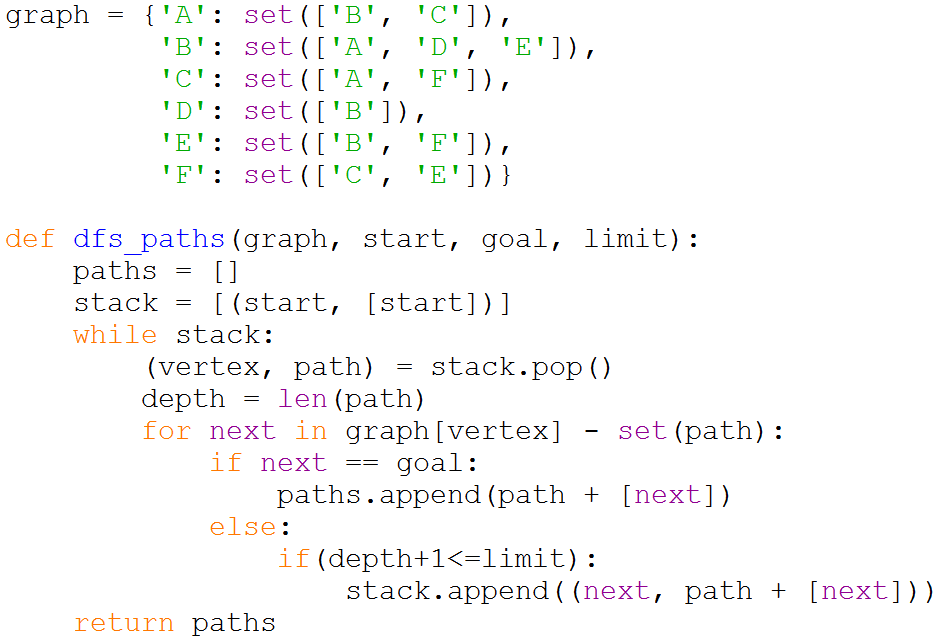 graph = {'A': set(['B', 'C']),
         'B': set(['A', 'D', 'E']),
         'C': set(['A', 'F']),
         'D': set(['B']),
         'E': set(['B', 'F']),
         'F': set(['C', 'E'])}

def dfs_paths(graph, start, goal, limit):
    paths = []
    stack = [(start, [start])]
    while stack:
        (vertex, path) = stack.pop()
        depth = len(path)
        for next in graph[vertex] - set(path):
            if next == goal:
                paths.append(path + [next])
            else:
                if(depth+1<=limit):
                    stack.append((next, path + [next]))
    return paths